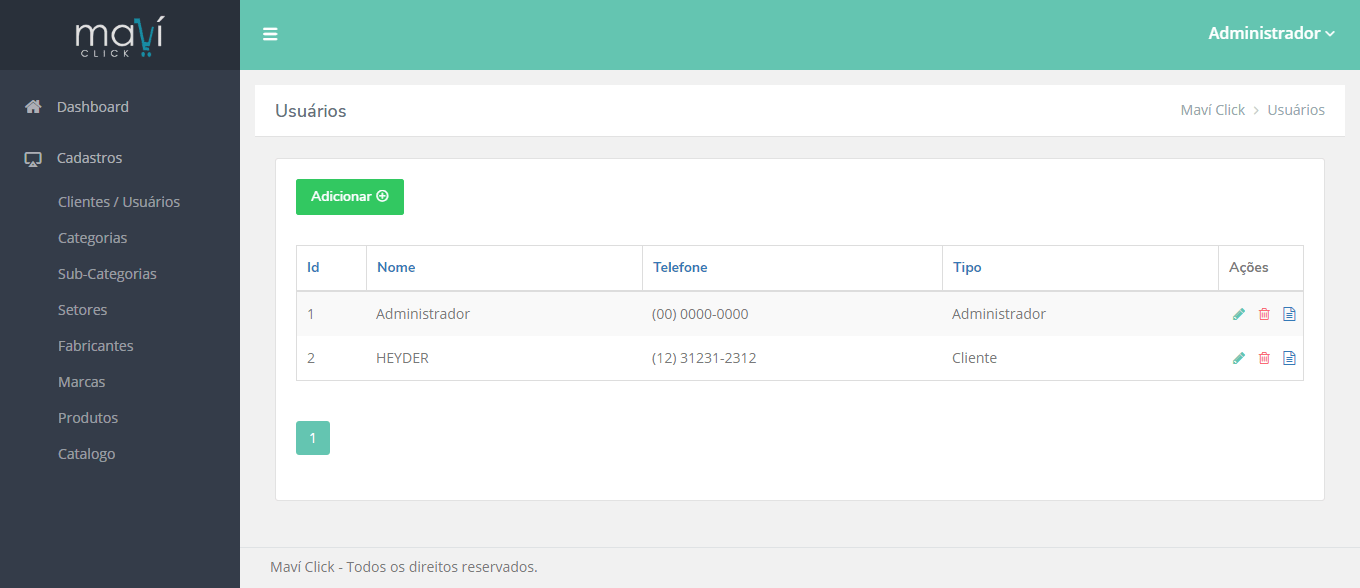 maví
CLICK
Administrador
Dashboard
Cadastros
Clientes / Usuários
Categorias
Sub-Categorias
Setores
Fabricantes
Marcas
Produtos
Catalogo
Usuários
Maví Click > Usuários
Adicionar
Id Nome Telefone Tipo Ações
1 Administrador (00) 0000-0000 Administrador
2 HEYDER (12) 31231-2312 Cliente
1
Maví Click - Todos os direitos reservados.